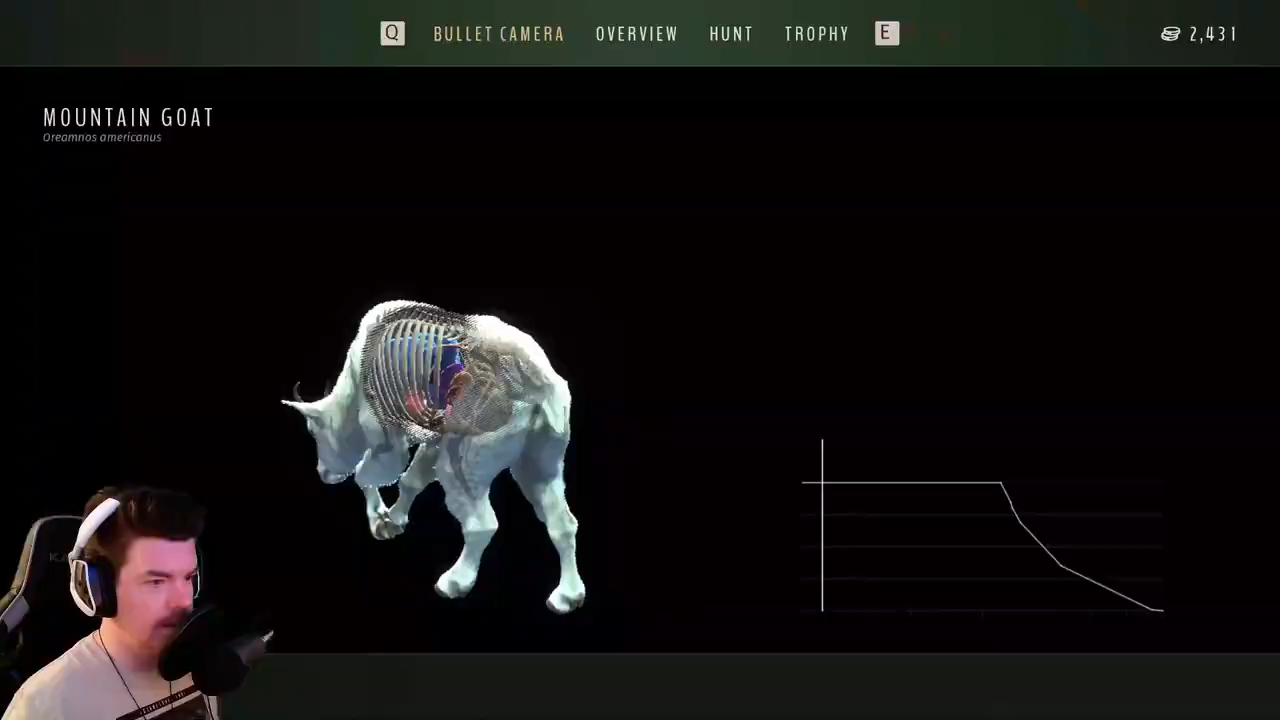 Q BULLET CAMERA OVERVIEW HUNT TROPHY E 2,431
MOUNTAIN GOAT
Oreamnos americanus